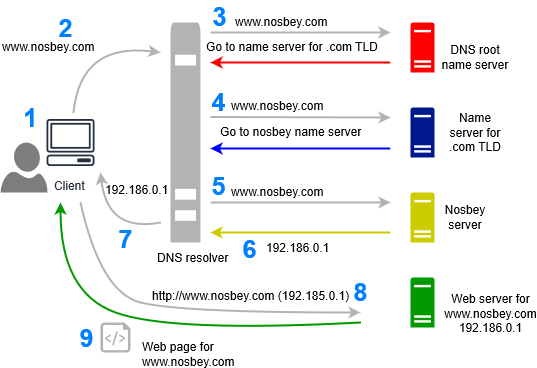 3
www.nosbey.com
Go to name server for .com TLD
DNS root
name server
2
www.nosbey.com
1
Client
4
www.nosbey.com
Go to nosbey name server
Name
server for
.com TLD
192.186.0.1
5
www.nosbey.com
Nosbey
server
7
6
192.186.0.1
DNS resolver
http://www.nosbey.com (192.185.0.1)
8
Web server for
www.nosbey.com
192.186.0.1
9
</>
Web page for
www.nosbey.com